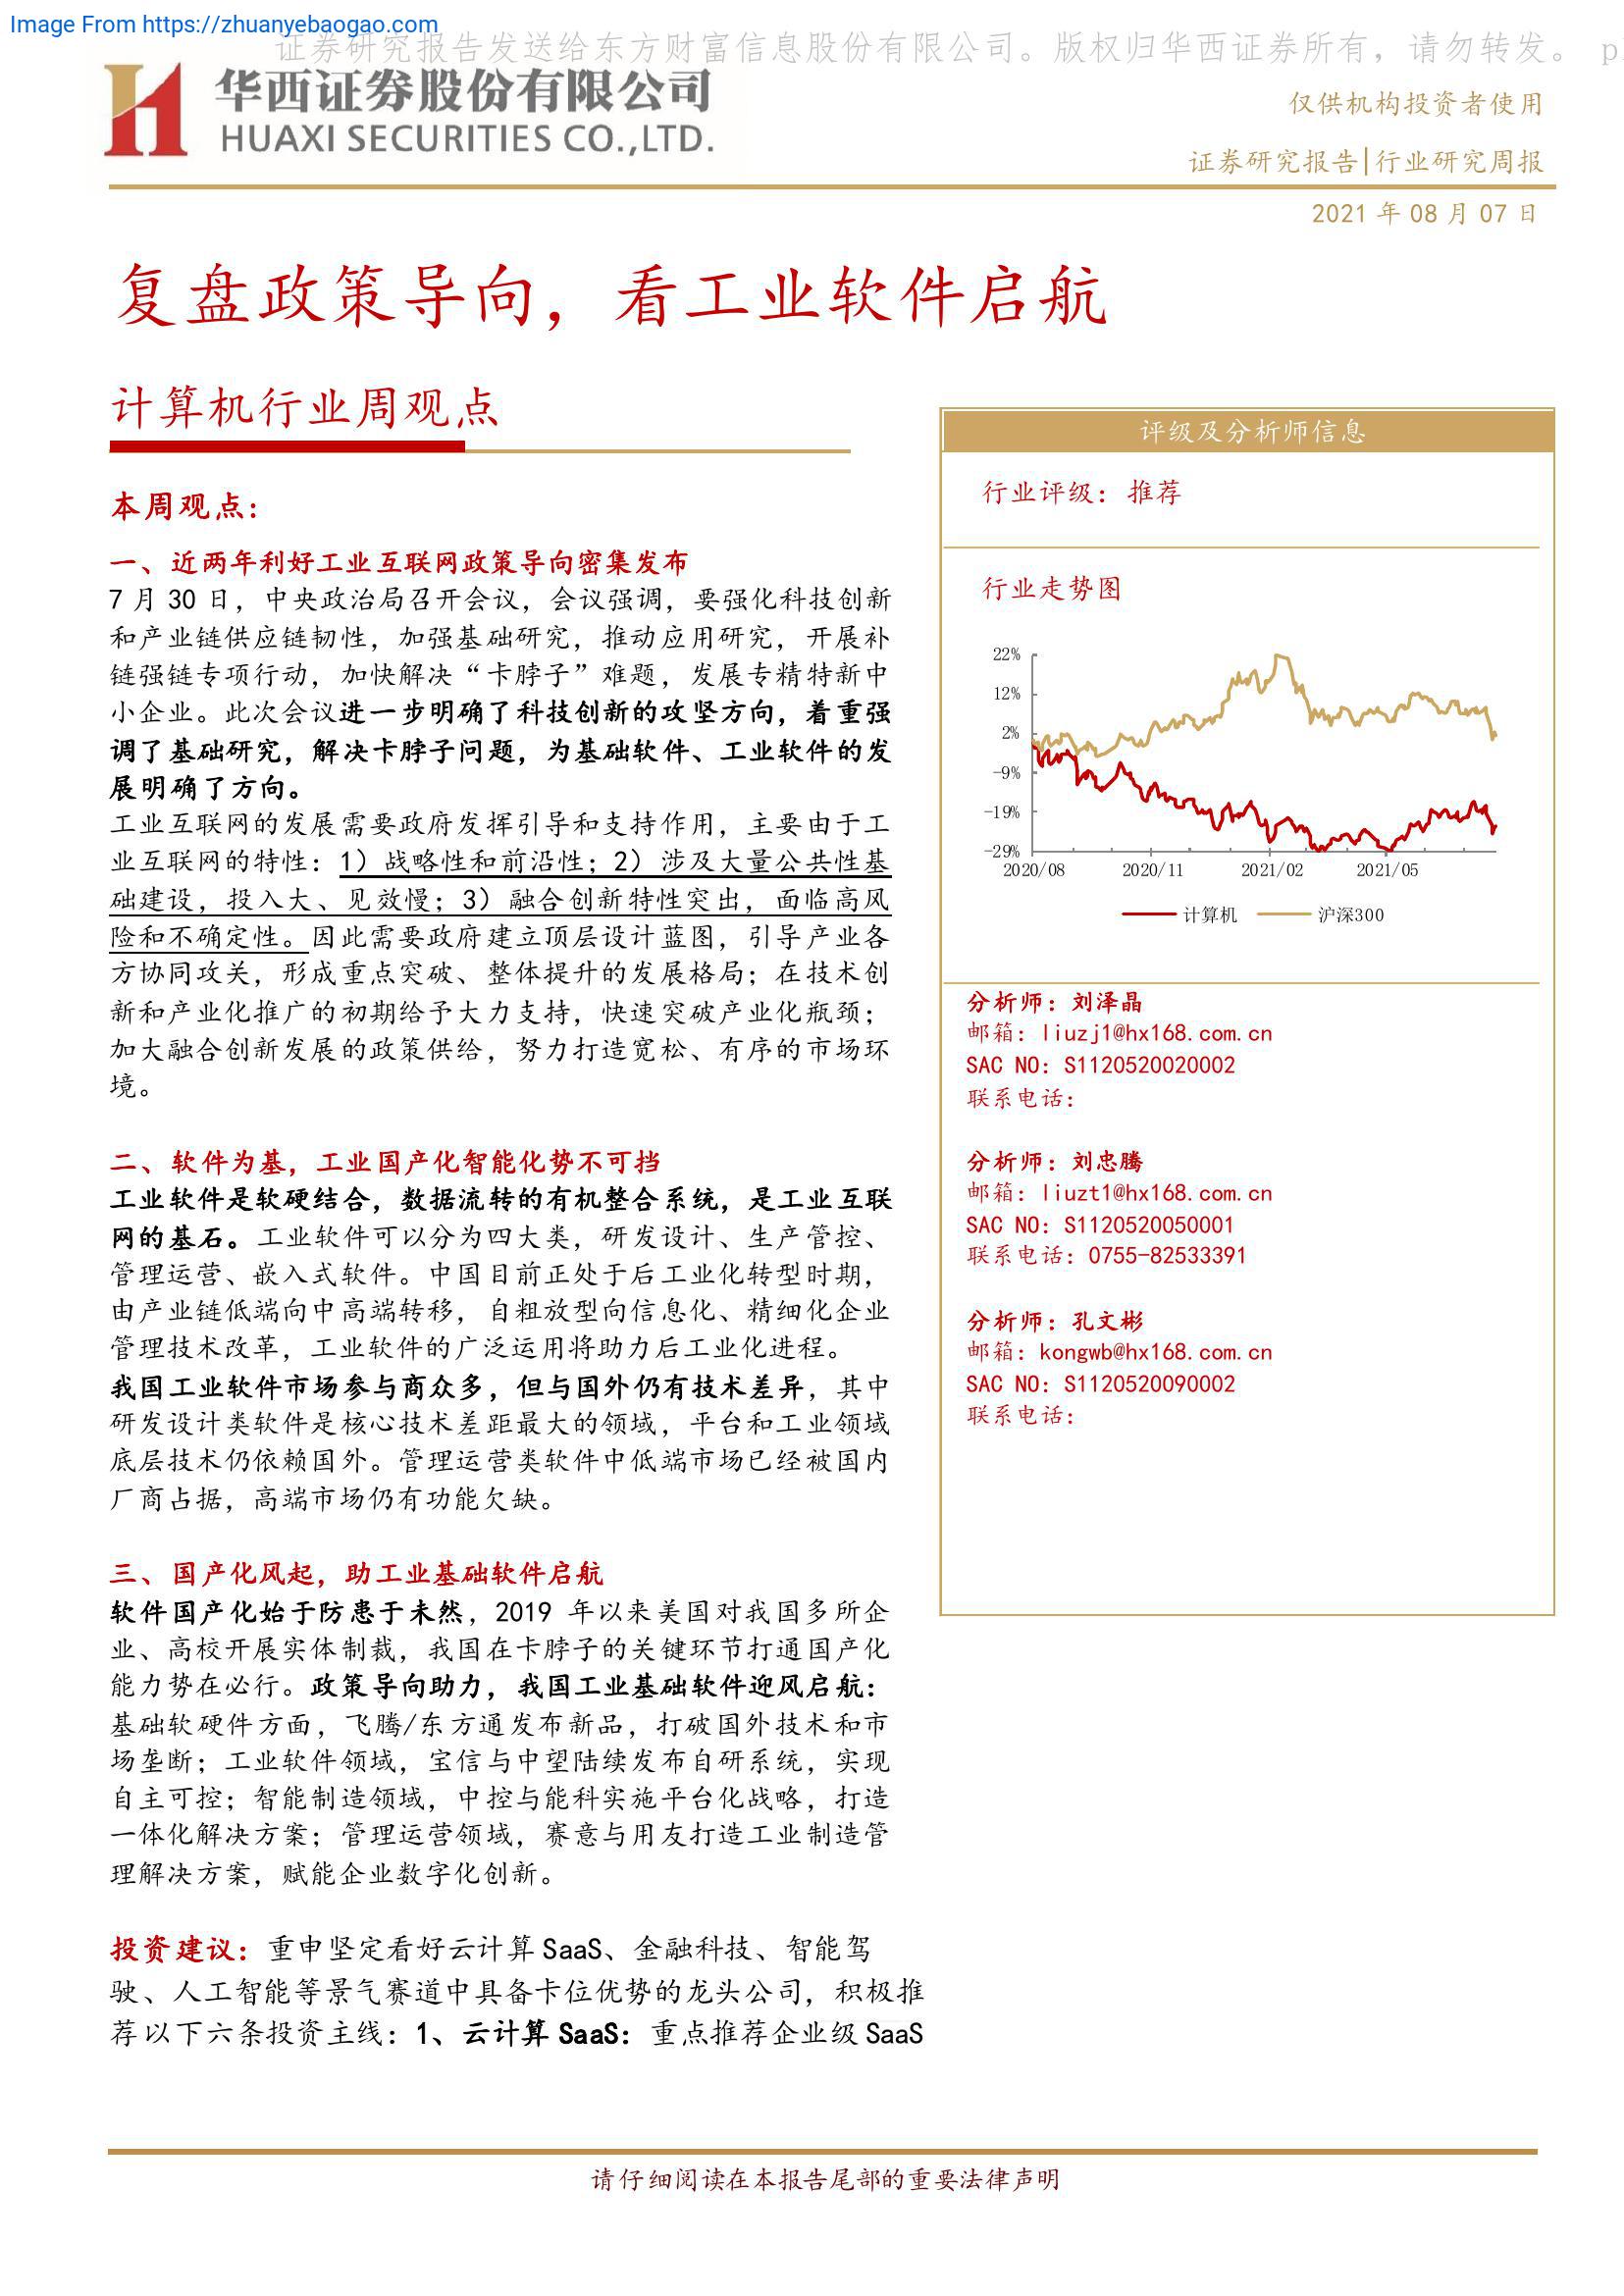 Image From https://zhuanyebaogao.com
证券研究报告发送给东方财富信息股份有限公司。版权归华西证券所有，请勿转发。 p
华西证券股份有限公司
HUAXI SECURITIES CO.,LTD.
仅供机构投资者使用
证券研究报告|行业研究周报
2021 年 08 月 07 日
复盘政策导向，看工业软件启航
计算机行业周观点
本周观点：
一、近两年利好工业互联网政策导向密集发布
7 月 30 日，中央政治局召开会议，会议强调，要强化科技创新
和产业链供应链韧性，加强基础研究，推动应用研究，开展补
链强链专项行动，加快解决“卡脖子”难题，发展专精特新中
小企业。此次会议进一步明确了科技创新的攻坚方向，着重强
调了基础研究，解决卡脖子问题，为基础软件、工业软件的发
展明确了方向。
工业互联网的发展需要政府发挥引导和支持作用，主要由于工
业互联网的特性：1）战略性和前沿性；2）涉及大量公共性基
础建设，投入大、见效慢；3）融合创新特性突出，面临高风
险和不确定性。因此需要政府建立顶层设计蓝图，引导产业各
方协同攻关，形成重点突破、整体提升的发展格局；在技术创
新和产业化推广的初期给予大力支持，快速突破产业化瓶颈；
加大融合创新发展的政策供给，努力打造宽松、有序的市场环
境。
二、软件为基，工业国产化智能化势不可挡
工业软件是软硬结合，数据流转的有机整合系统，是工业互联
网的基石。工业软件可以分为四大类，研发设计、生产管控、
管理运营、嵌入式软件。中国目前正处于后工业化转型时期，
由产业链低端向中高端转移，自粗放型向信息化、精细化企业
管理技术改革，工业软件的广泛运用将助力后工业化进程。
我国工业软件市场参与商众多，但与国外仍有技术差异，其中
研发设计类软件是核心技术差距最大的领域，平台和工业领域
底层技术仍依赖国外。管理运营类软件中低端市场已经被国内
厂商占据，高端市场仍有功能欠缺。
三、国产化风起，助工业基础软件启航
软件国产化始于防患于未然，2019 年以来美国对我国多所企
业、高校开展实体制裁，我国在卡脖子的关键环节打通国产化
能力势在必行。政策导向助力，我国工业基础软件迎风启航：
基础软硬件方面，飞腾/东方通发布新品，打破国外技术和市
场垄断；工业软件领域，宝信与中望陆续发布自研系统，实现
自主可控；智能制造领域，中控与能科实施平台化战略，打造
一体化解决方案；管理运营领域，赛意与用友打造工业制造管
理解决方案，赋能企业数字化创新。
投资建议：重申坚定看好云计算 SaaS、金融科技、智能驾
驶、人工智能等景气赛道中具备卡位优势的龙头公司，积极推
荐以下六条投资主线：1、云计算 SaaS：重点推荐企业级 SaaS
评级及分析师信息
行业评级：推荐
行业走势图
22%
12%
2%
-9%
-19%
-29%
2020/08 2020/11 2021/02 2021/05
计算机 沪深300
分析师：刘泽晶
邮箱：liuzj1@hx168.com.cn
SAC NO：S1120520020002
联系电话：
分析师：刘忠腾
邮箱：liuzt1@hx168.com.cn
SAC NO：S1120520050001
联系电话：0755-82533391
分析师：孔文彬
邮箱：kongwb@hx168.com.cn
SAC NO：S1120520090002
联系电话：
请仔细阅读在本报告尾部的重要法律声明